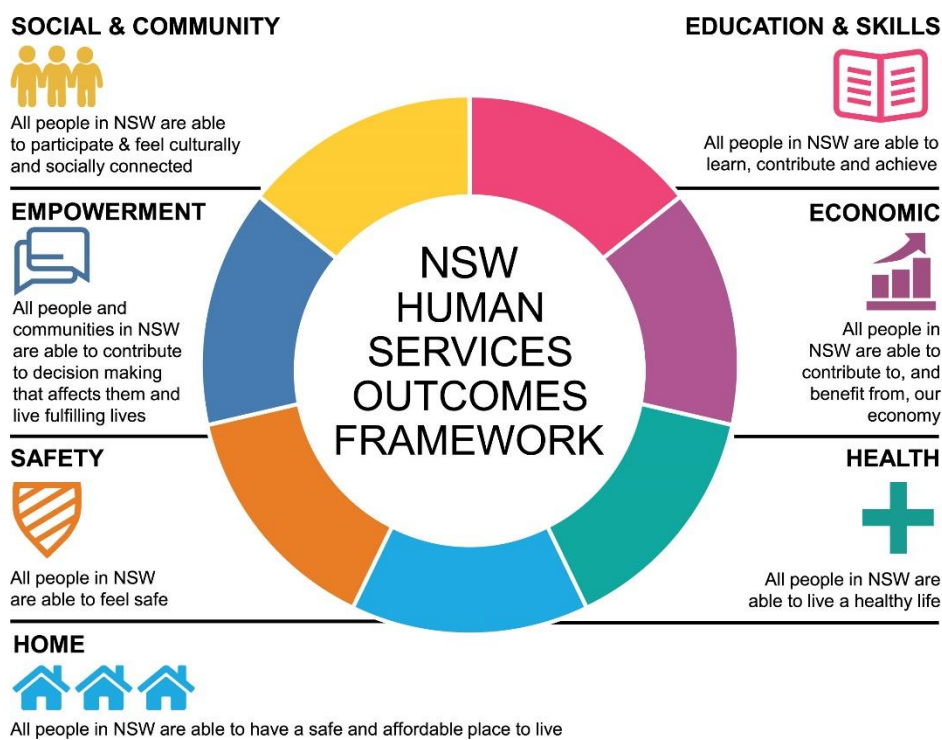 SOCIAL & COMMUNITY
All people in NSW are able
to participate & feel culturally
and socially connected
EMPOWERMENT
All people and
communities in NSW
are able to contribute
to decision making
that affects them and
live fulfilling lives
SAFETY
All people in NSW
are able to feel safe
HOME
All people in NSW are able to have a safe and affordable place to live
NSW
HUMAN
SERVICES
OUTCOMES
FRAMEWORK
EDUCATION & SKILLS
All people in NSW are able to
learn, contribute and achieve
ECONOMIC
All people in
NSW are able to
contribute to, and
benefit from, our
economy
HEALTH
All people in NSW are
able to live a healthy life